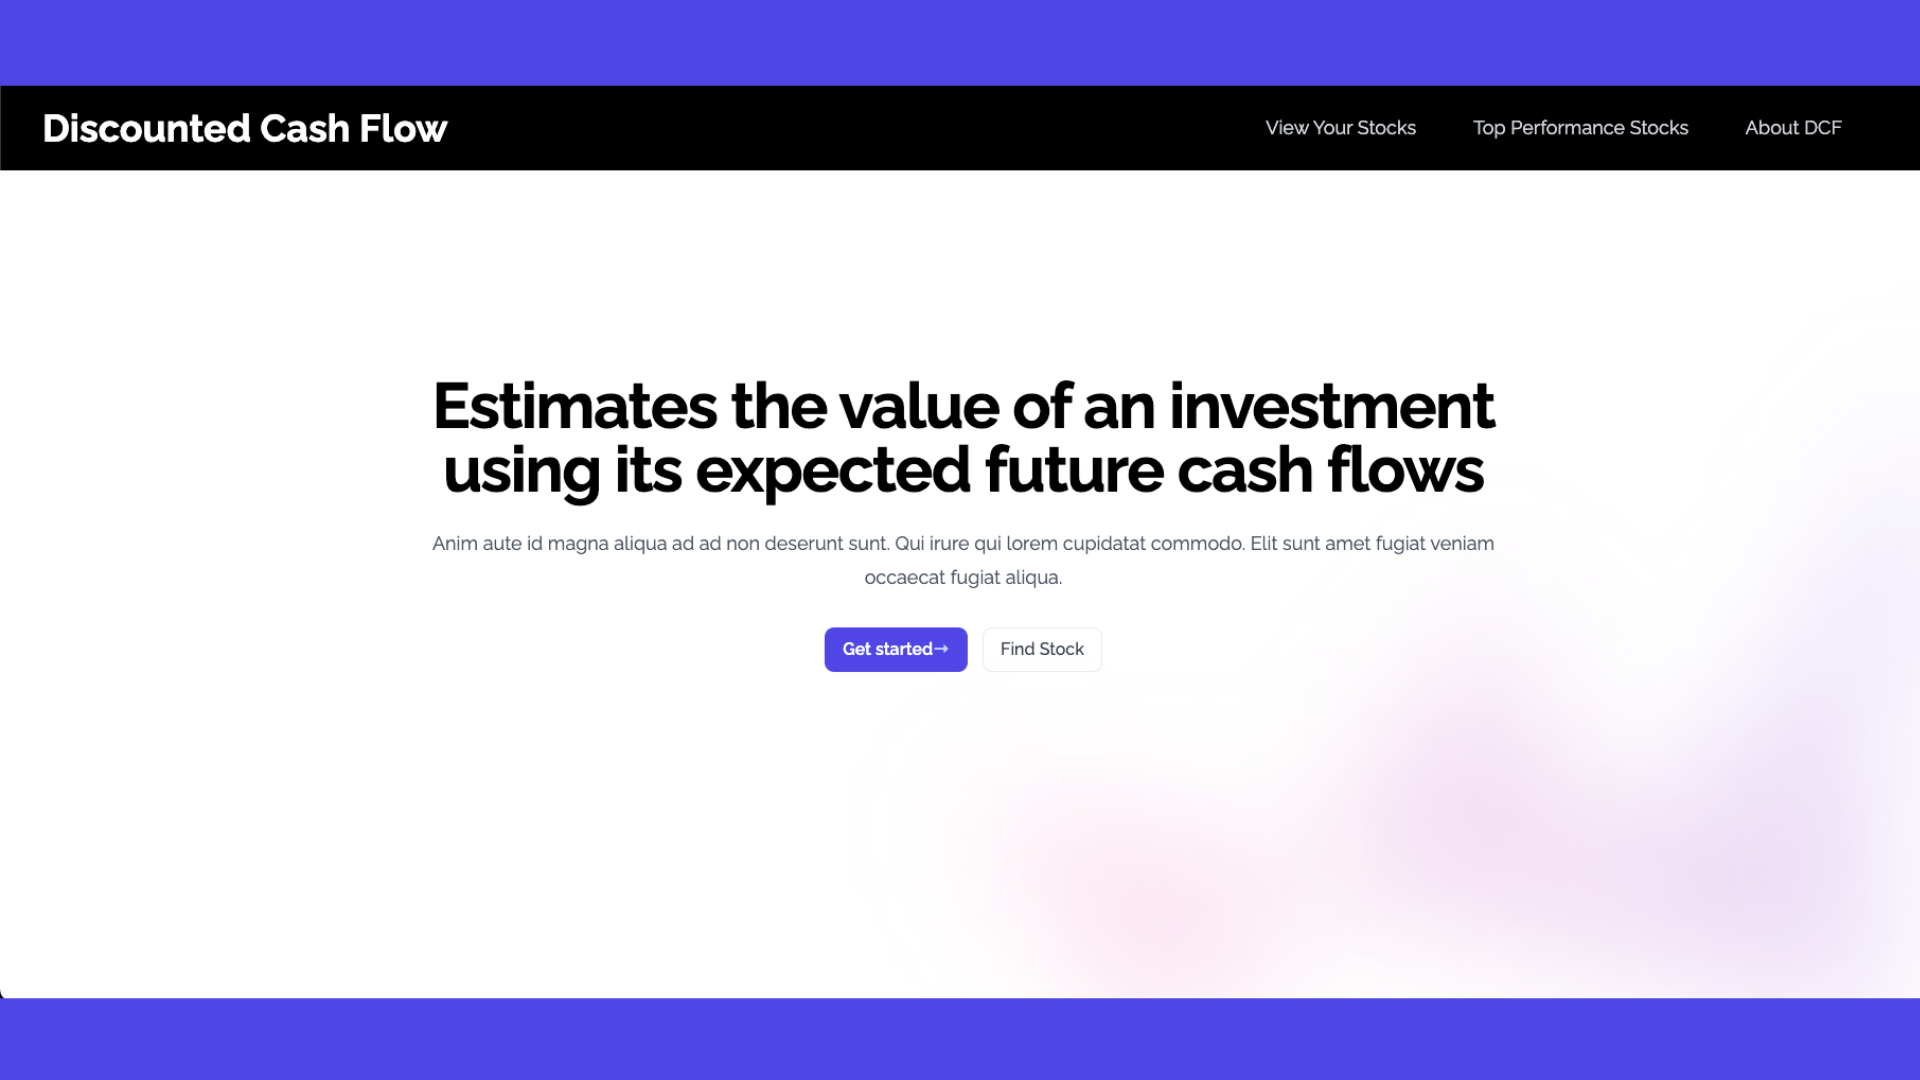 Discounted Cash Flow
View Your Stocks
Top Performance Stocks
About DCF
Estimates the value of an investment
using its expected future cash flows
Anim aute id magna aliqua ad ad non deserunt sunt. Qui irure qui lorem cupidatat commodo. Elit sunt amet fugiat veniam
occaecat fugiat aliqua.
Get started→
Find Stock